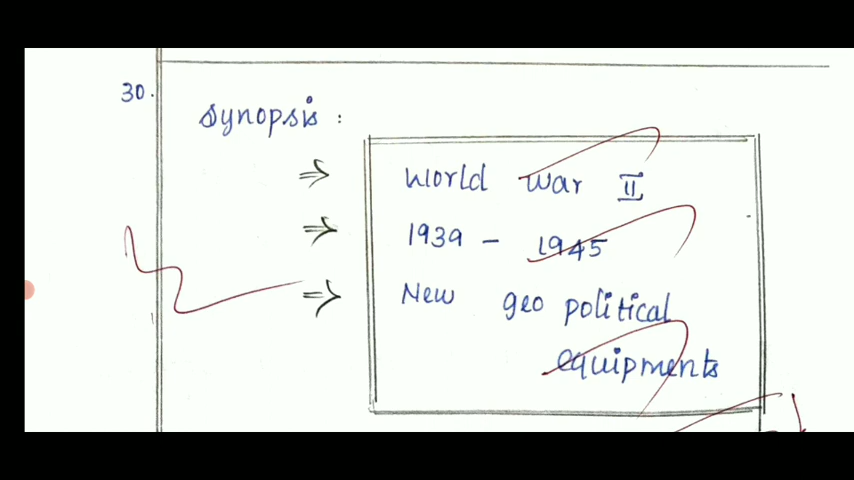 30.
Synopsis :
⇒ World War II
⇒ 1939 - 1945
⇒ New geo political
equipments